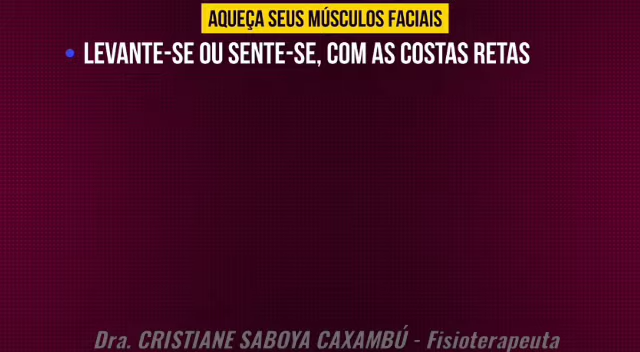 AQUEÇA SEUS MÚSCULOS FACIAIS
• LEVANTE-SE OU SENTE-SE, COM AS COSTAS RETAS
Dra. CRISTIANE SABOYA CAXAMBÚ - Fisioterapeuta